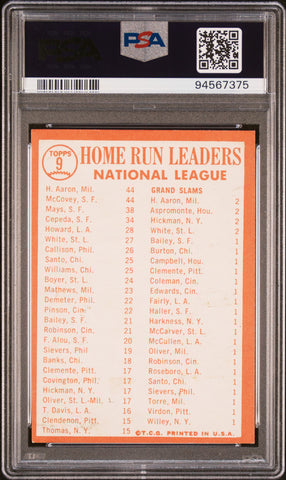 PSA
PSA
94567375
TOPPS 9
HOME RUN LEADERS
NATIONAL LEAGUE
H. Aaron, Mil. 44
McCovey, S. F. 44
Mays, S. F. 38
Cepeda, S. F. 34
Howard, L.A. 28
White, St. L. 27
Callison, Phil. 26
Santo, Chi. 25
Williams, Chi. 25
Boyer, St. L. 24
Mathews, Mil. 23
Demeter, Phil. 22
Pinson, Cin. 22
Bailey, S. F. 21
Robinson, Cin. 21
F. Alou, S. F. 20
Sievers, Phil 19
Banks, Chi. 18
Clemente, Pitt. 17
Covington, Phil. 17
Hickman, N. Y. 17
Oliver, St. L.-Mil. 17
T. Davis, L. A. 16
Clendenon, Pitt. 15
Thomas, N. Y. 15
GRAND SLAMS
H. Aaron, Mil. 2
Aspromonte, Hou. 2
Hickman, N. Y. 2
White, St. L. 2
Bailey, S. F. 1
Burton, Chi. 1
Campbell, Hou. 1
Clemente, Pitt. 1
Coleman, Cin. 1
Edwards, Cin. 1
Fairly, L. A. 1
Haller, S. F. 1
Harkness, N. Y. 1
McCarver, St. L. 1
McCullen, L. A. 1
Oliver, Mil. 1
Robinson, Cin. 1
Roseboro, L. A. 1
Santo, Chi. 1
Sievers, Phil. 1
Torre, Mil. 1
Virdon, Pitt. 1
Willey, N. Y. 1
© T.C.G. PRINTED IN U.S.A.